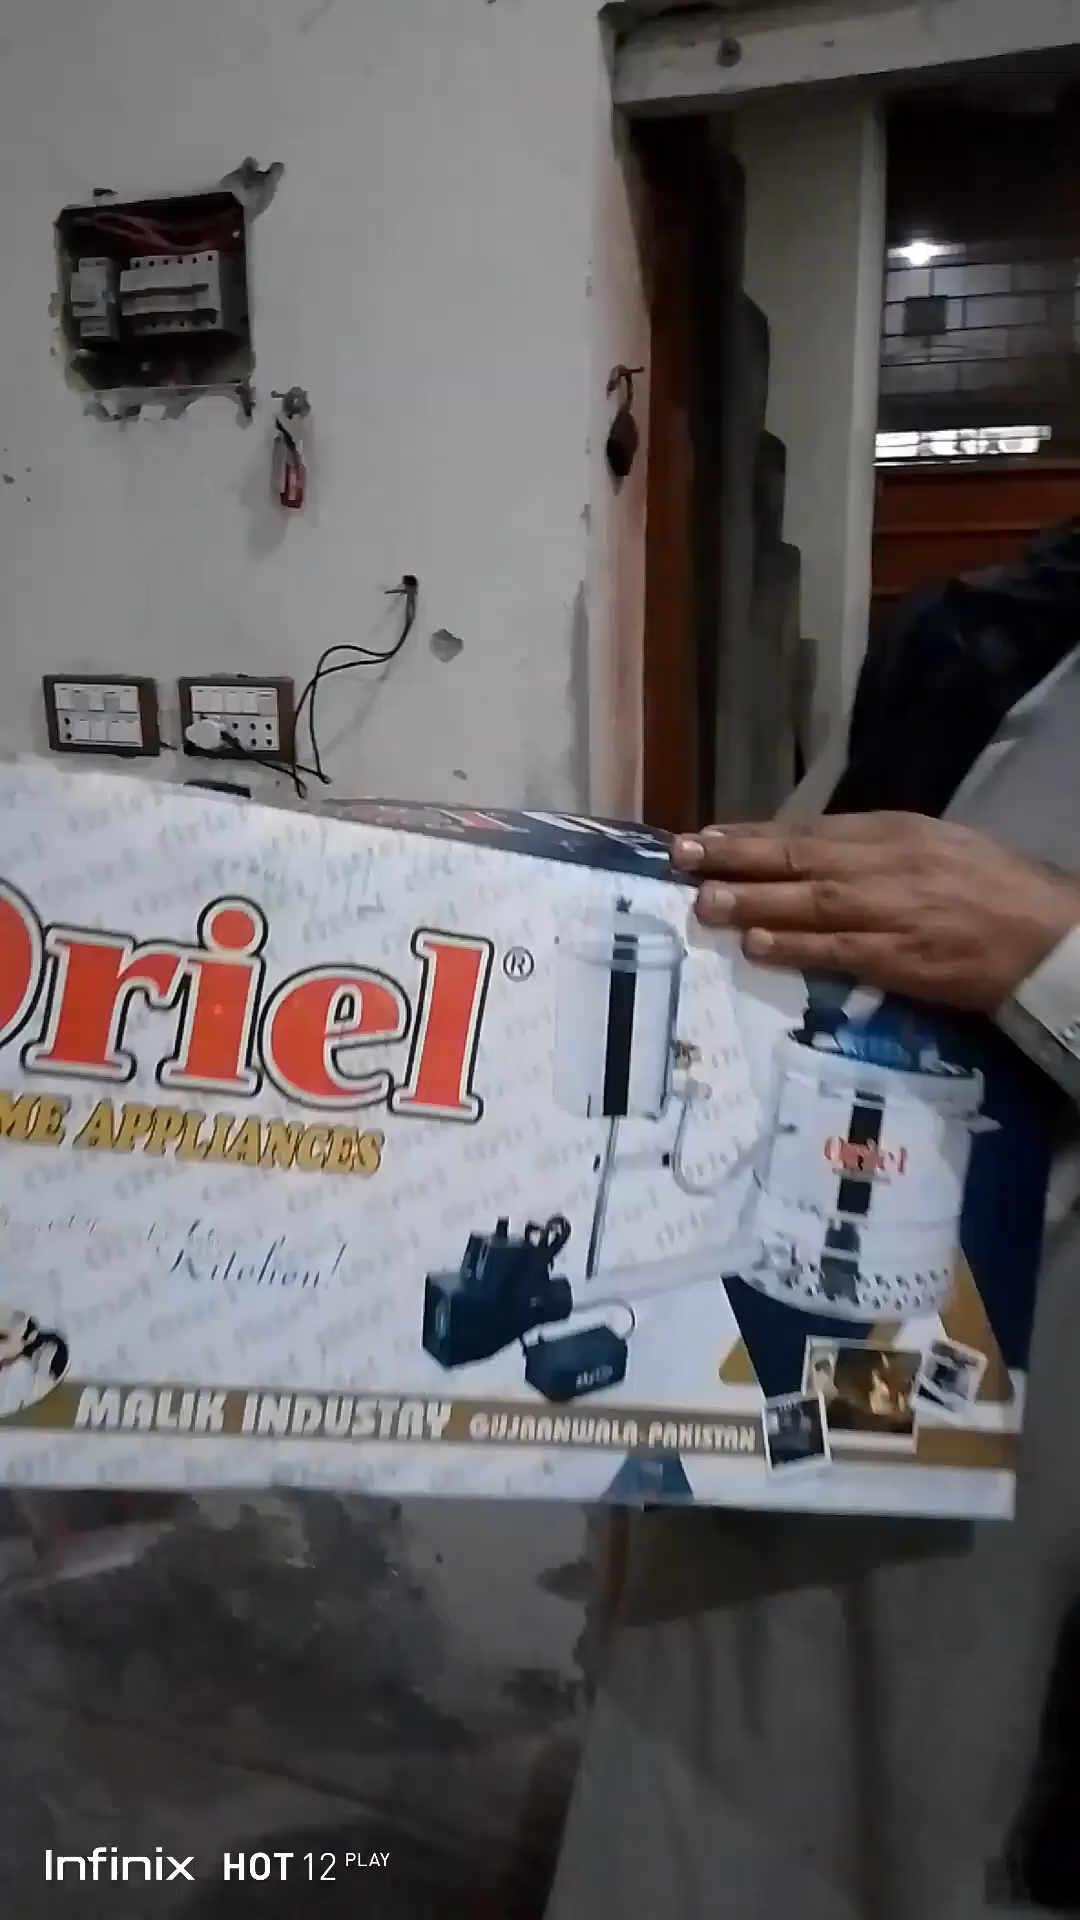 Oriel®
ME APPLIANCES
Kitchen!
Oriel
MALIK INDUSTRY GUJRANWALA-PAKISTAN
Infinix HOT 12 PLAY